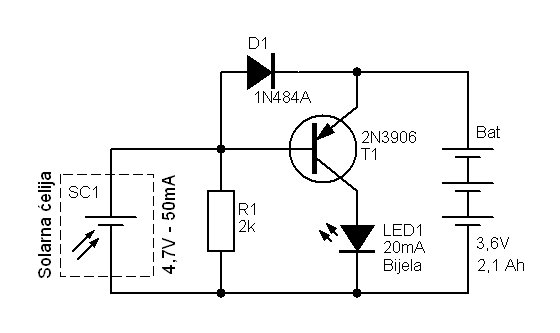 D1
1N484A
2N3906
T1
Bat
SC1
Solarna ćelija
4,7V - 50mA
R1
2k
LED1
20mA
Bijela
3,6V
2,1 Ah